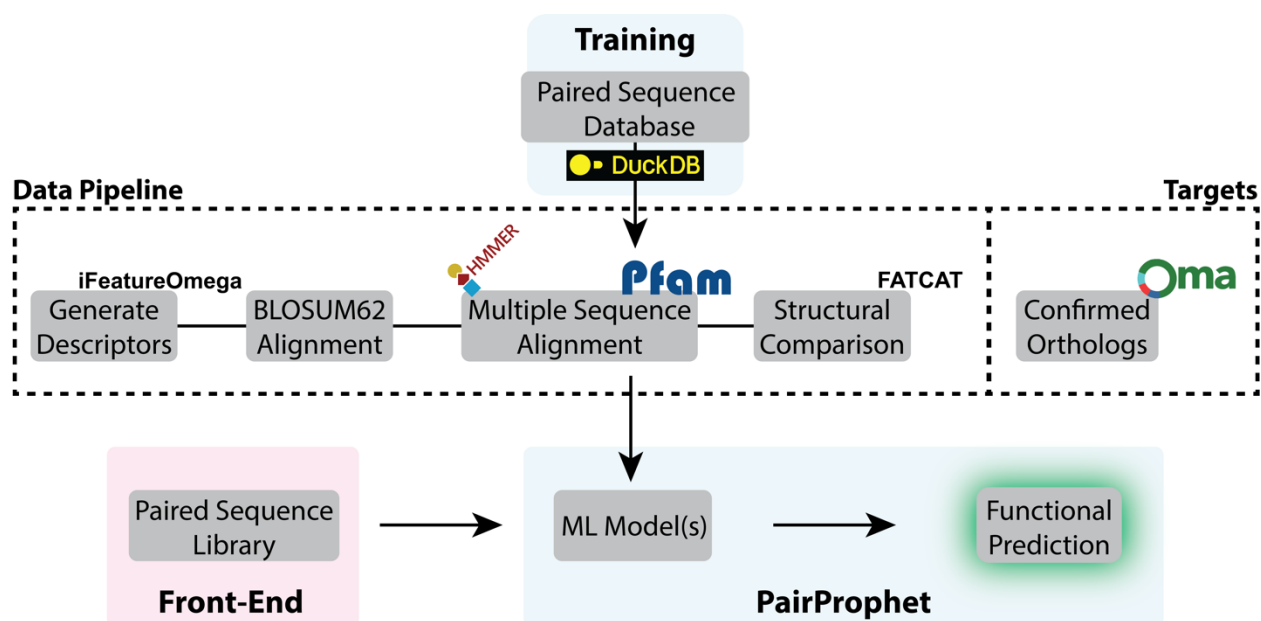 Training
Paired Sequence
Database
DuckDB
Data Pipeline
Targets
iFeatureOmega
HMMER
Pfam
FATCAT
Oma
Generate
Descriptors
BLOSUM62
Alignment
Multiple Sequence
Alignment
Structural
Comparison
Confirmed
Orthologs
Paired Sequence
Library
ML Model(s)
Functional
Prediction
Front-End
PairProphet